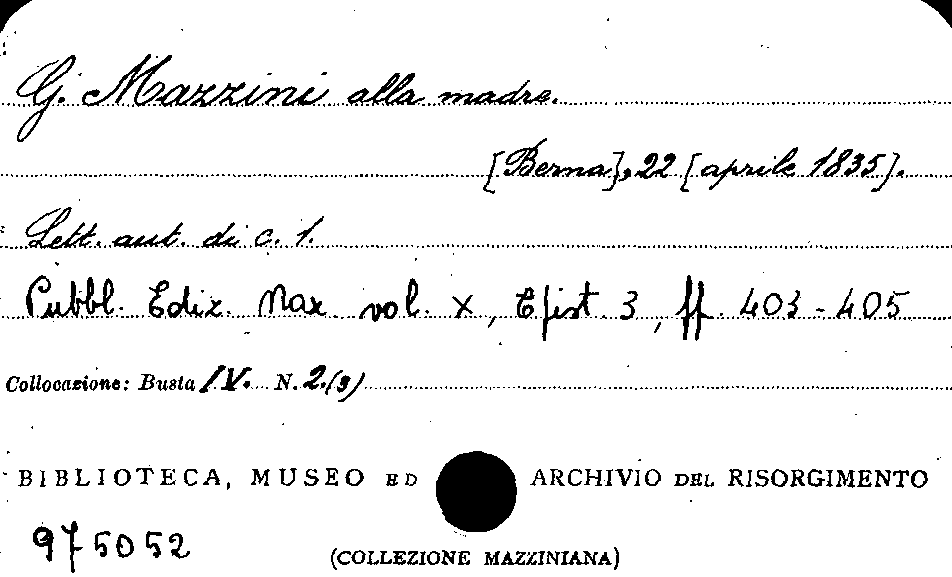 G. Mazzini alla madre.
[Berna], 22 [aprile 1835].
Lett. aut. di c. 1.
Pubbl. Ediz. Naz. vol. X, Epist. 3, pp. 403-405
Collocazione: Busta IV. N. 2.(3)
BIBLIOTECA, MUSEO ED ARCHIVIO DEL RISORGIMENTO
975052
(COLLEZIONE MAZZINIANA)